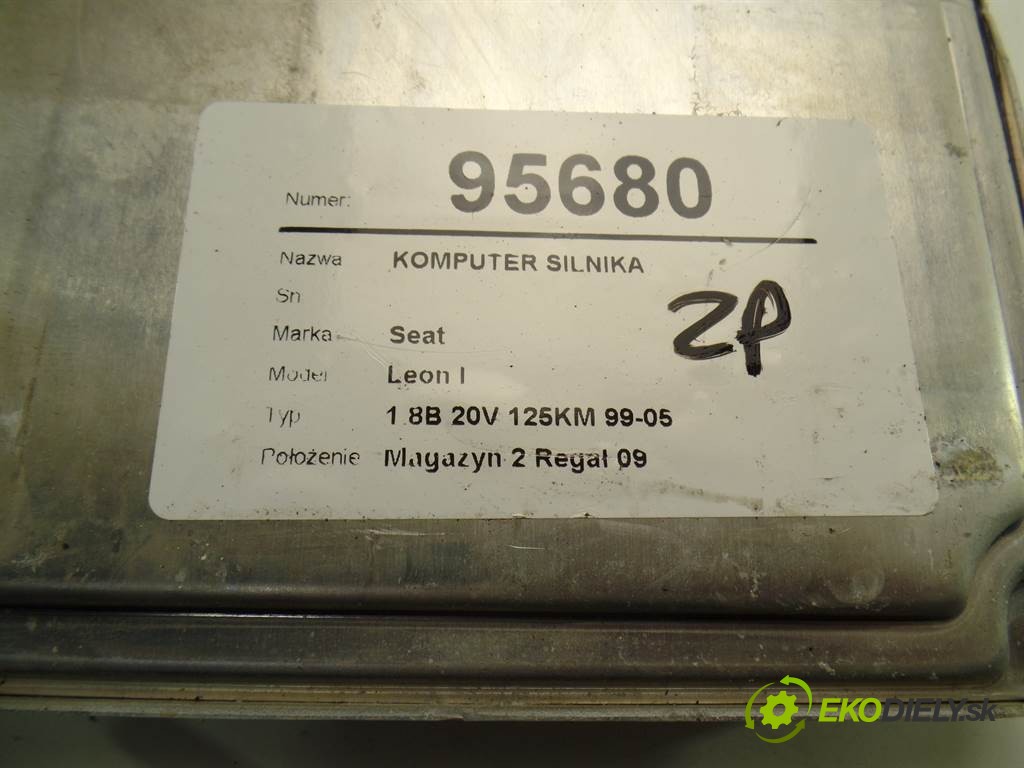 Numer: 95680
Nazwa KOMPUTER SILNIKA
Sn
ZP
Marka Seat
Model Leon I
Typ 1.8B 20V 125KM 99-05
Położenie Magazyn 2 Regał 09
EKODIELY.SK